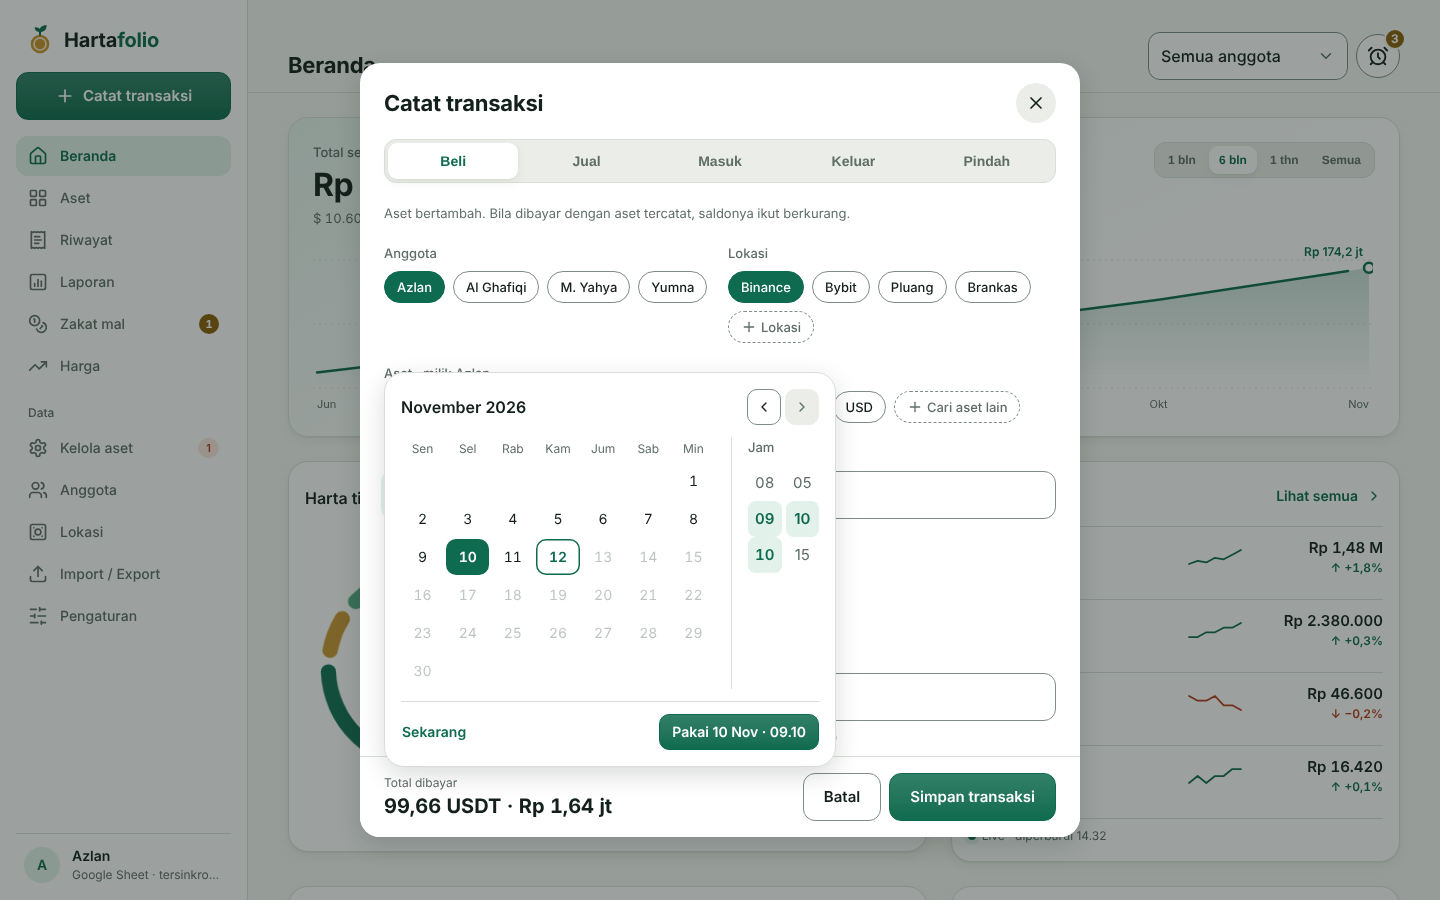 Hartafolio
Catat transaksi
Beranda
Aset
Riwayat
Laporan
Zakat mal 1
Harga
Data
Kelola aset 1
Anggota
Lokasi
Import / Export
Pengaturan
A Azlan
Google Sheet · tersinkro...
Beranda
Semua anggota
3
Total se
Rp
$ 10.60
1 bln 6 bln 1 thn Semua
Rp 174,2 jt
Jun Okt Nov
Harta ti
Lihat semua
Rp 1,48 M
↑ +1,8%
Rp 2.380.000
↑ +0,3%
Rp 46.600
↓ −0,2%
Rp 16.420
↑ +0,1%
Live · diperbarui 14.32
Catat transaksi
Beli Jual Masuk Keluar Pindah
Aset bertambah. Bila dibayar dengan aset tercatat, saldonya ikut berkurang.
Anggota
Azlan Al Ghafiqi M. Yahya Yumna
Lokasi
Binance Bybit Pluang Brankas
+ Lokasi
Aset · milik Azlan
USD + Cari aset lain
November 2026
Sen Sel Rab Kam Jum Sab Min
1
2 3 4 5 6 7 8
9 10 11 12 13 14 15
16 17 18 19 20 21 22
23 24 25 26 27 28 29
30
Jam
08 05
09 10
10 15
Sekarang
Pakai 10 Nov · 09.10
Total dibayar
99,66 USDT · Rp 1,64 jt
Batal
Simpan transaksi